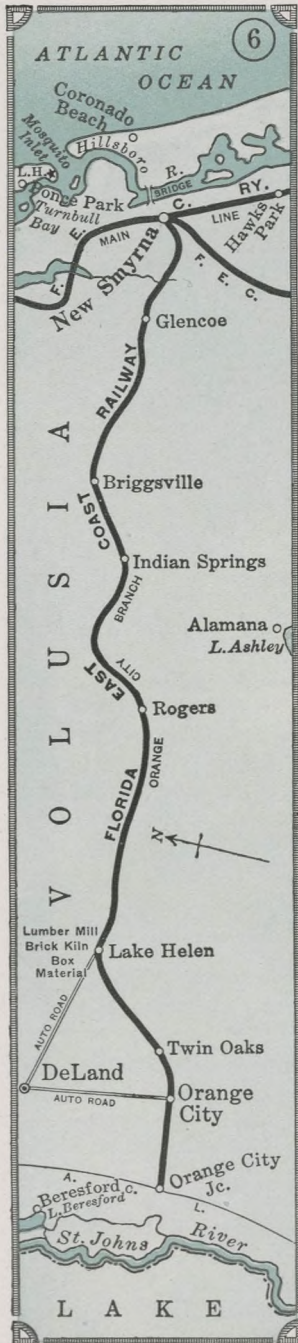 6
ATLANTIC
OCEAN
Coronado
Beach
Mosquito
Inlet
Hillsboro
R.
L.H.
BRIDGE
Ponce Park
Turnbull
Bay
C.
RY.
MAIN
LINE
Hawks
Park
F. E.
New Smyrna
F. E. C.
Glencoe
FLORIDA EAST COAST RAILWAY
Briggsville
Indian Springs
ORANGE CITY BRANCH
Alamana
L. Ashley
VOLUSIA
Rogers
N
Lumber Mill
Brick Kiln
Box
Material
Lake Helen
AUTO ROAD
Twin Oaks
DeLand
AUTO ROAD
Orange
City
Orange City
Jc.
A. C. L.
Beresford
L. Beresford
St. Johns River
LAKE